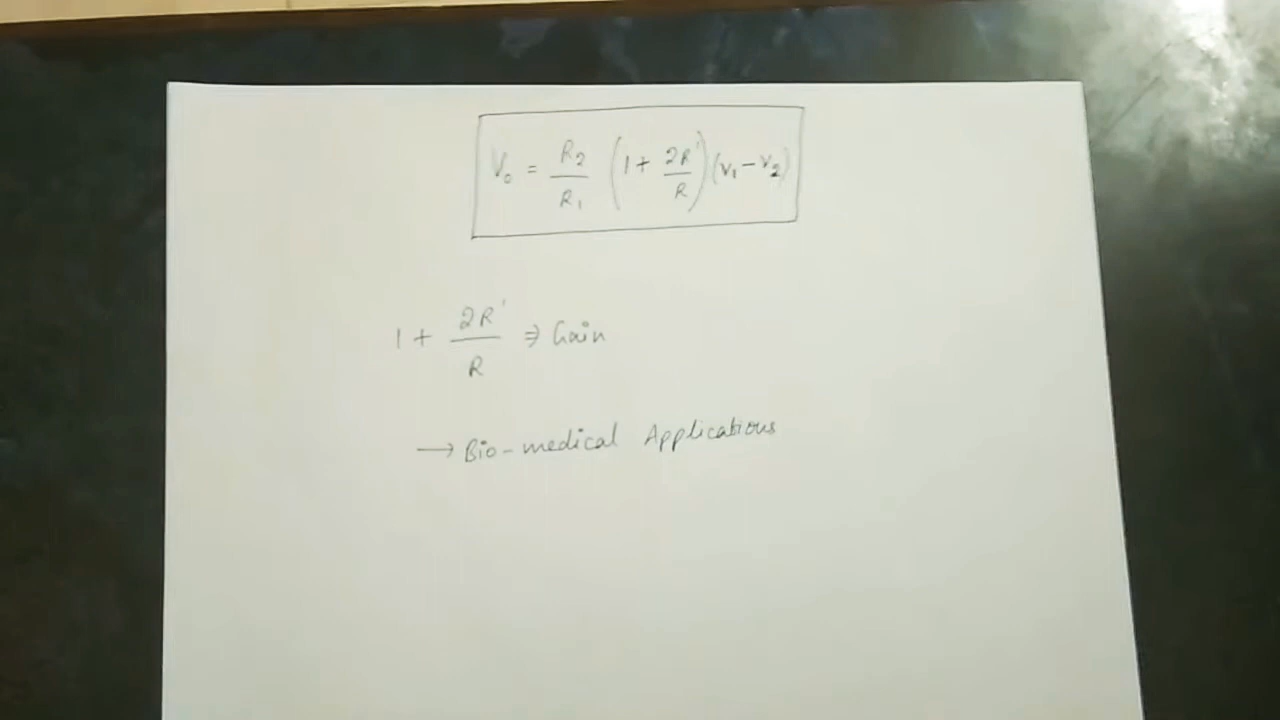 V₀ = R₂/R₁ (1 + 2R'/R) (V₁ − V₂)
1 + 2R'/R ⇒ Gain
→ Bio-medical Applications